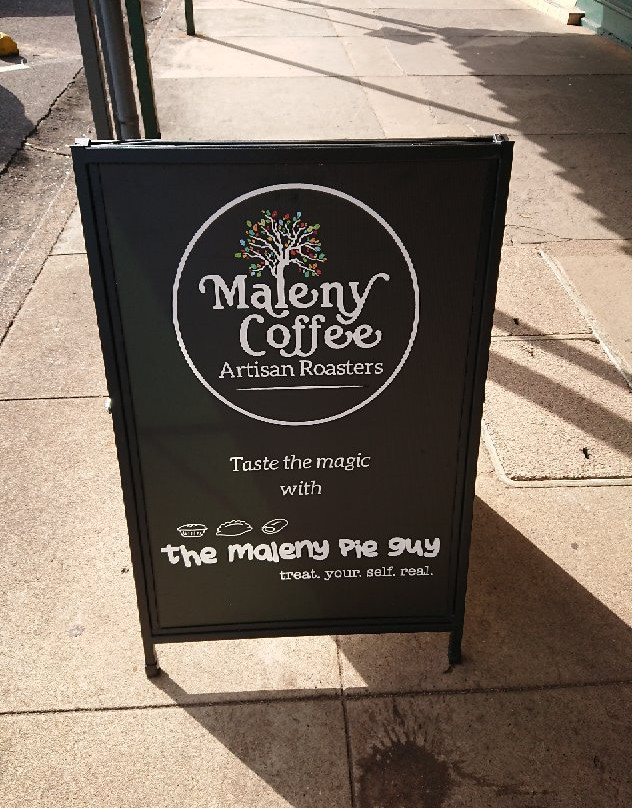 Maleny
Coffee
Artisan Roasters
Taste the magic
with
the maleny Pie guy
treat. your. self. real.